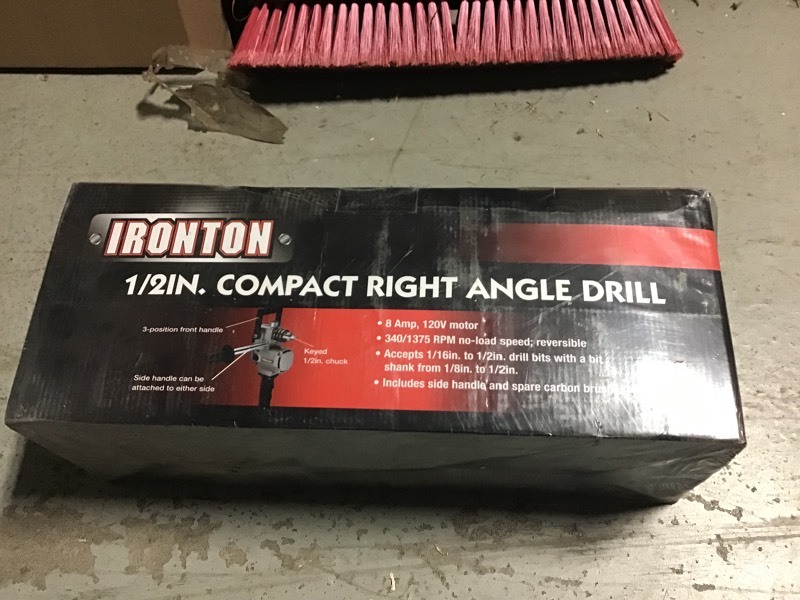 IRONTON
1/2IN. COMPACT RIGHT ANGLE DRILL
3-position front handle
Keyed
1/2in. chuck
Side handle can be
attached to either side
• 8 Amp, 120V motor
• 340/1375 RPM no-load speed; reversible
• Accepts 1/16in. to 1/2in. drill bits with a bit
shank from 1/8in. to 1/2in.
• Includes side handle and spare carbon